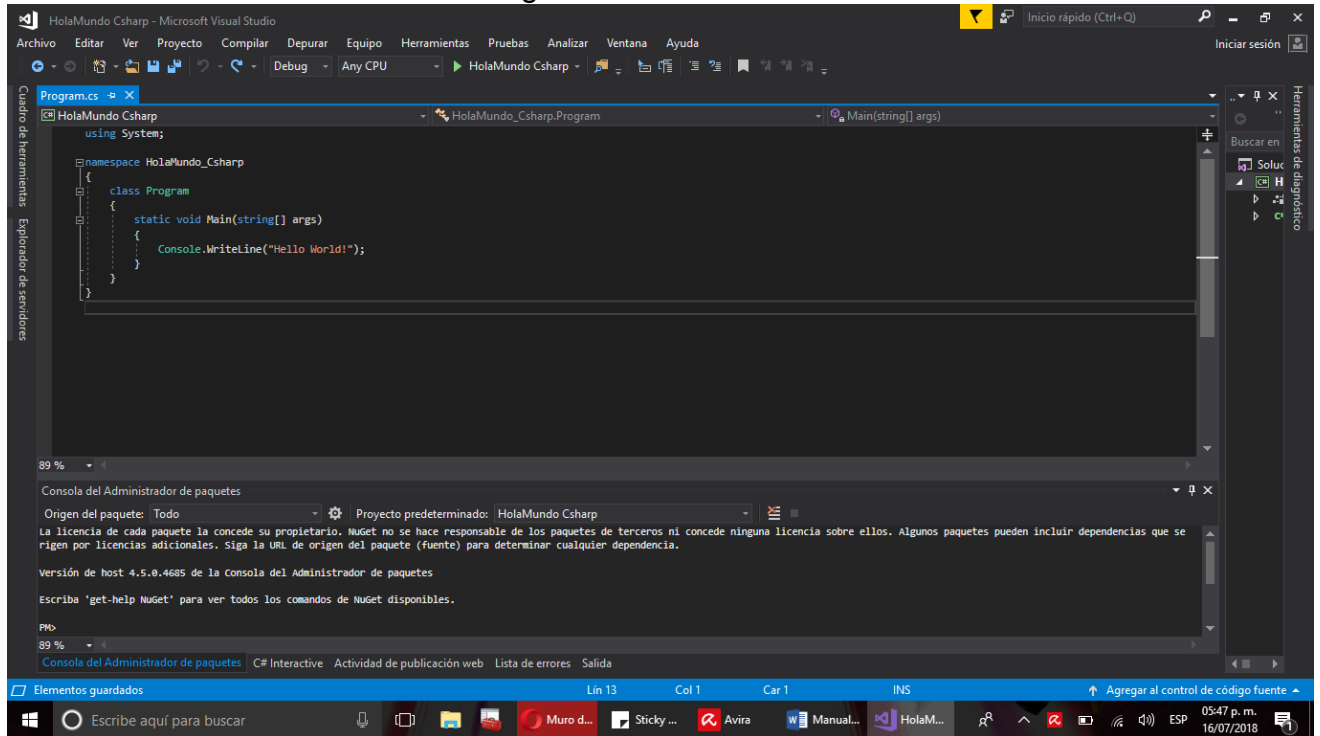 HolaMundo Csharp - Microsoft Visual Studio
Inicio rápido (Ctrl+Q)
Archivo Editar Ver Proyecto Compilar Depurar Equipo Herramientas Pruebas Analizar Ventana Ayuda
Iniciar sesión
Debug Any CPU HolaMundo Csharp
Cuadro de herramientas
Explorador de servidores
Program.cs
HolaMundo Csharp HolaMundo_Csharp.Program Main(string[] args)
using System;
namespace HolaMundo_Csharp
{
class Program
{
static void Main(string[] args)
{
Console.WriteLine("Hello World!");
}
}
}
89 %
Buscar en
Soluc
H
Herramientas de diagnóstico
Consola del Administrador de paquetes
Origen del paquete: Todo Proyecto predeterminado: HolaMundo Csharp
La licencia de cada paquete la concede su propietario. NuGet no se hace responsable de los paquetes de terceros ni concede ninguna licencia sobre ellos. Algunos paquetes pueden incluir dependencias que se
rigen por licencias adicionales. Siga la URL de origen del paquete (fuente) para determinar cualquier dependencia.
Versión de host 4.5.0.4685 de la Consola del Administrador de paquetes
Escriba 'get-help NuGet' para ver todos los comandos de NuGet disponibles.
PM>
89 %
Consola del Administrador de paquetes C# Interactive Actividad de publicación web Lista de errores Salida
Elementos guardados Lín 13 Col 1 Car 1 INS Agregar al control de código fuente
Escribe aquí para buscar Muro d... Sticky ... Avira Manual... HolaM... ESP 05:47 p. m.
16/07/2018